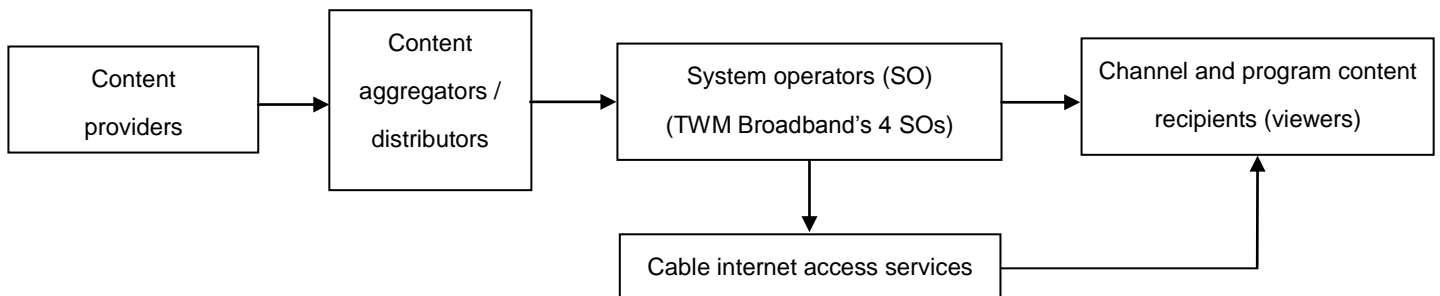 Content
providers
Content
aggregators /
distributors
System operators (SO)
(TWM Broadband’s 4 SOs)
Channel and program content
recipients (viewers)
Cable internet access services